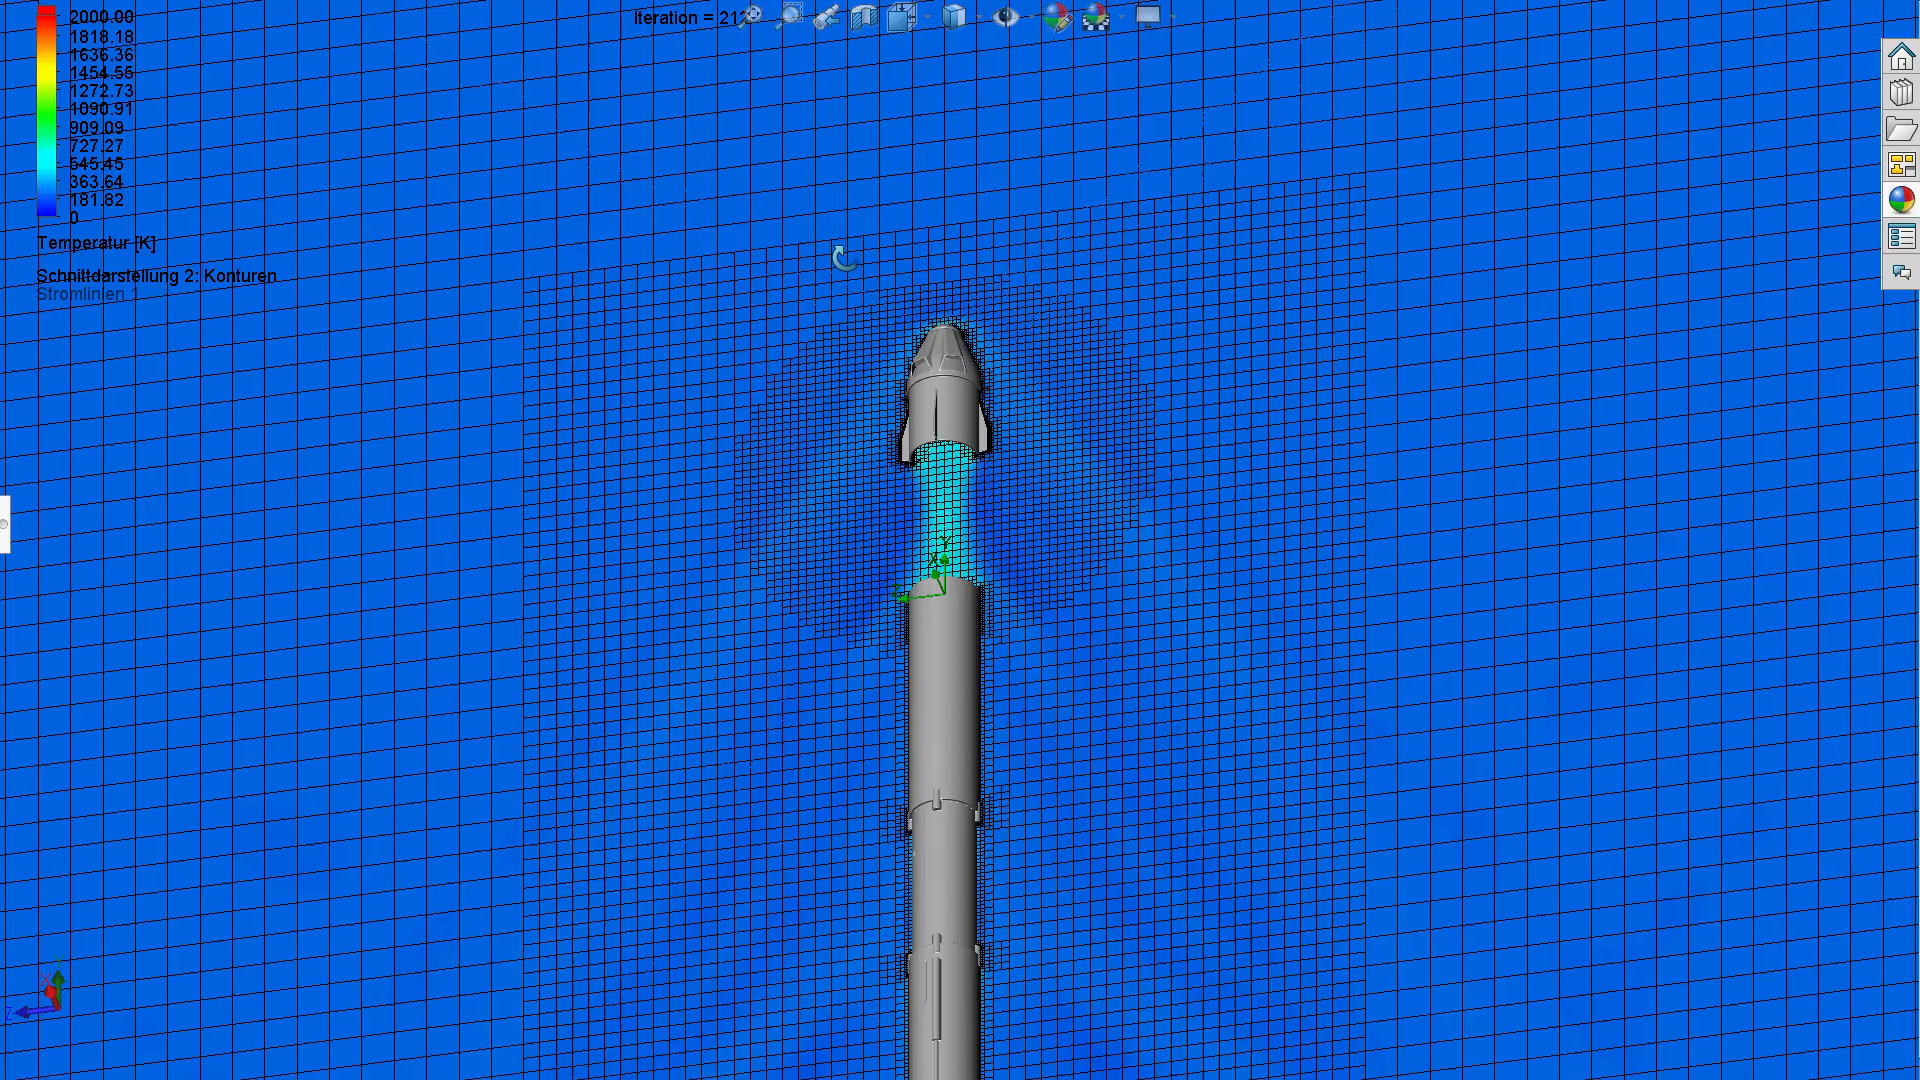 Iteration = 21
2000.00
1818.18
1636.36
1454.55
1272.73
1090.91
909.09
727.27
545.45
363.64
181.82
0
Temperatur [K]
Schnittdarstellung 2: Konturen
Stromlinien 1
Y
X
Z
Y
X
Z